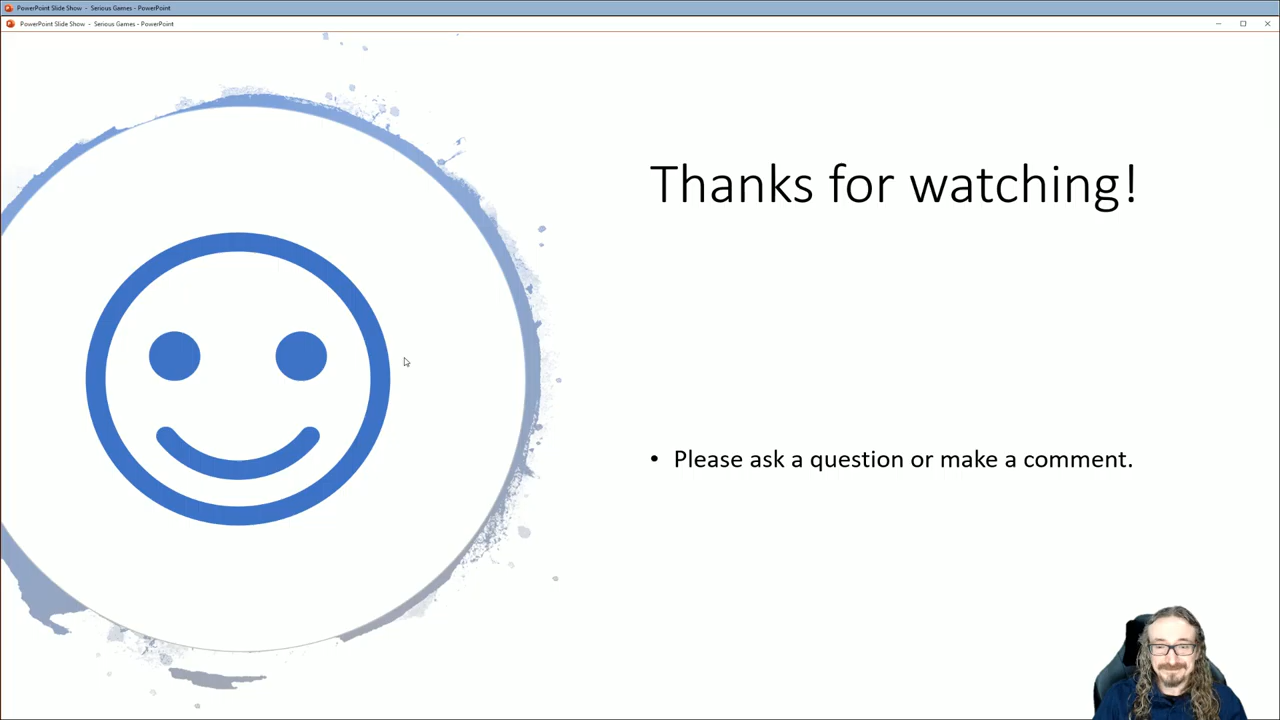 PowerPoint Slide Show - Serious Games - PowerPoint
PowerPoint Slide Show - Serious Games - PowerPoint
Thanks for watching!
• Please ask a question or make a comment.